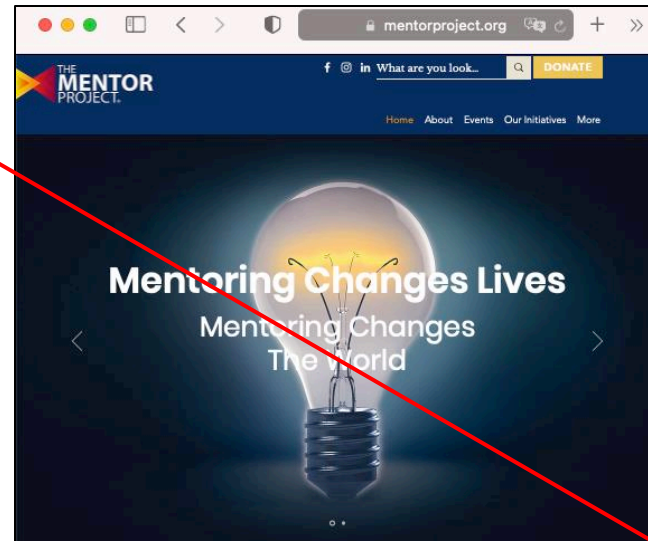 mentorproject.org
THE
MENTOR
PROJECT.
f in What are you look... DONATE
Home About Events Our Initiatives More
Mentoring Changes Lives
Mentoring Changes
The World